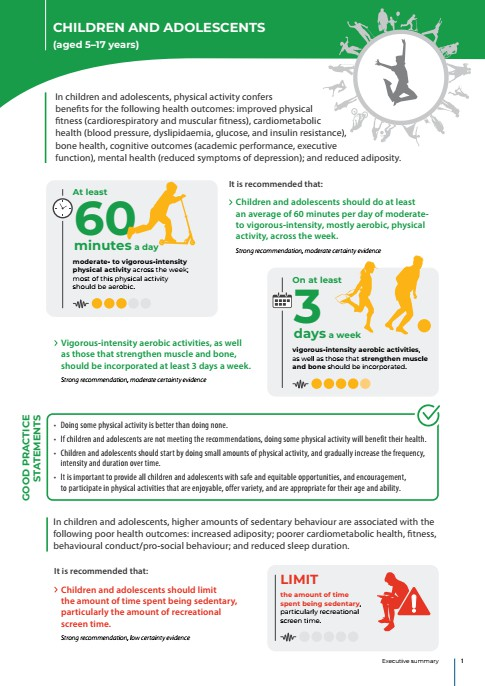 CHILDREN AND ADOLESCENTS
(aged 5–17 years)
In children and adolescents, physical activity confers
benefits for the following health outcomes: improved physical
fitness (cardiorespiratory and muscular fitness), cardiometabolic
health (blood pressure, dyslipidaemia, glucose, and insulin resistance),
bone health, cognitive outcomes (academic performance, executive
function), mental health (reduced symptoms of depression); and reduced adiposity.
At least
60
minutes a day
moderate- to vigorous-intensity
physical activity across the week;
most of this physical activity
should be aerobic.
It is recommended that:
> Children and adolescents should do at least
an average of 60 minutes per day of moderate-
to vigorous-intensity, mostly aerobic, physical
activity, across the week.
Strong recommendation, moderate certainty evidence
On at least
3
days a week
vigorous-intensity aerobic activities,
as well as those that strengthen muscle
and bone should be incorporated.
> Vigorous-intensity aerobic activities, as well
as those that strengthen muscle and bone,
should be incorporated at least 3 days a week.
Strong recommendation, moderate certainty evidence
GOOD PRACTICE
STATEMENTS
• Doing some physical activity is better than doing none.
• If children and adolescents are not meeting the recommendations, doing some physical activity will benefit their health.
• Children and adolescents should start by doing small amounts of physical activity, and gradually increase the frequency,
intensity and duration over time.
• It is important to provide all children and adolescents with safe and equitable opportunities, and encouragement,
to participate in physical activities that are enjoyable, offer variety, and are appropriate for their age and ability.
In children and adolescents, higher amounts of sedentary behaviour are associated with the
following poor health outcomes: increased adiposity; poorer cardiometabolic health, fitness,
behavioural conduct/pro-social behaviour; and reduced sleep duration.
It is recommended that:
> Children and adolescents should limit
the amount of time spent being sedentary,
particularly the amount of recreational
screen time.
Strong recommendation, low certainty evidence
LIMIT
the amount of time
spent being sedentary,
particularly recreational
screen time.
Executive summary 1